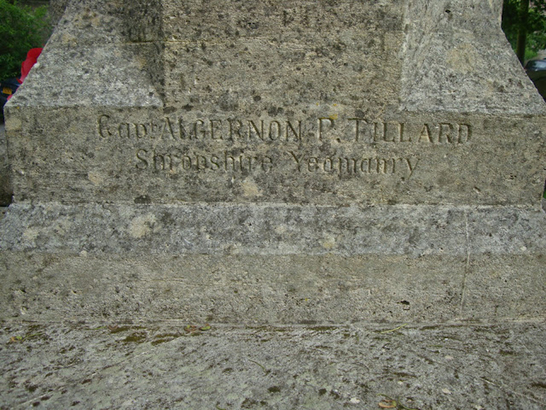 Capt ALGERNON P. TILLARD
Shropshire Yeomanry